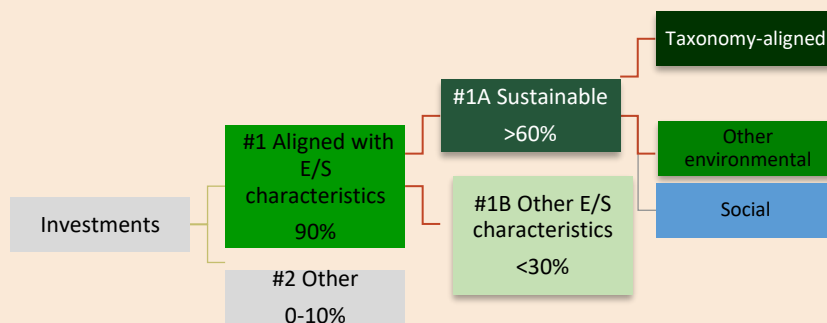 Investments
#1 Aligned with
E/S
characteristics
90%
#2 Other
0-10%
#1A Sustainable
>60%
#1B Other E/S
characteristics
<30%
Taxonomy-aligned
Other
environmental
Social